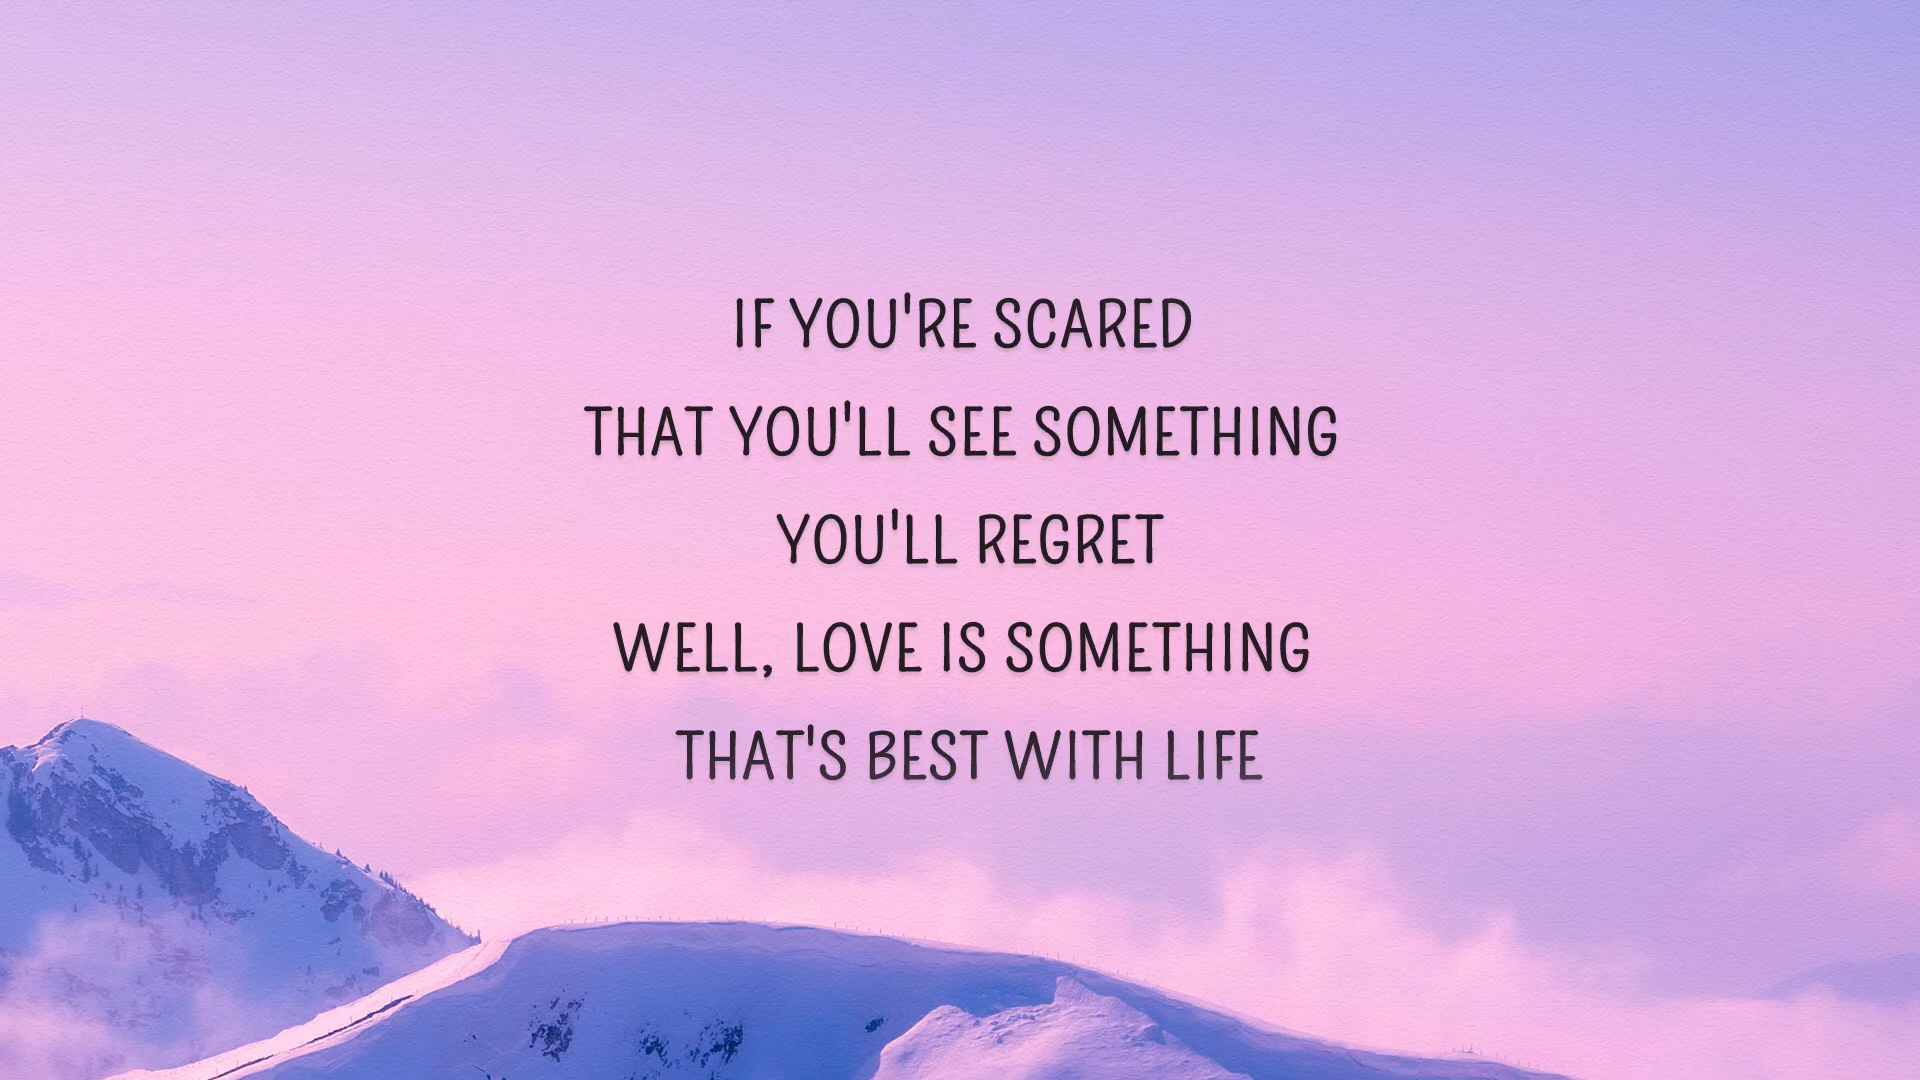 IF YOU'RE SCARED
THAT YOU'LL SEE SOMETHING
YOU'LL REGRET
WELL, LOVE IS SOMETHING
THAT'S BEST WITH LIFE